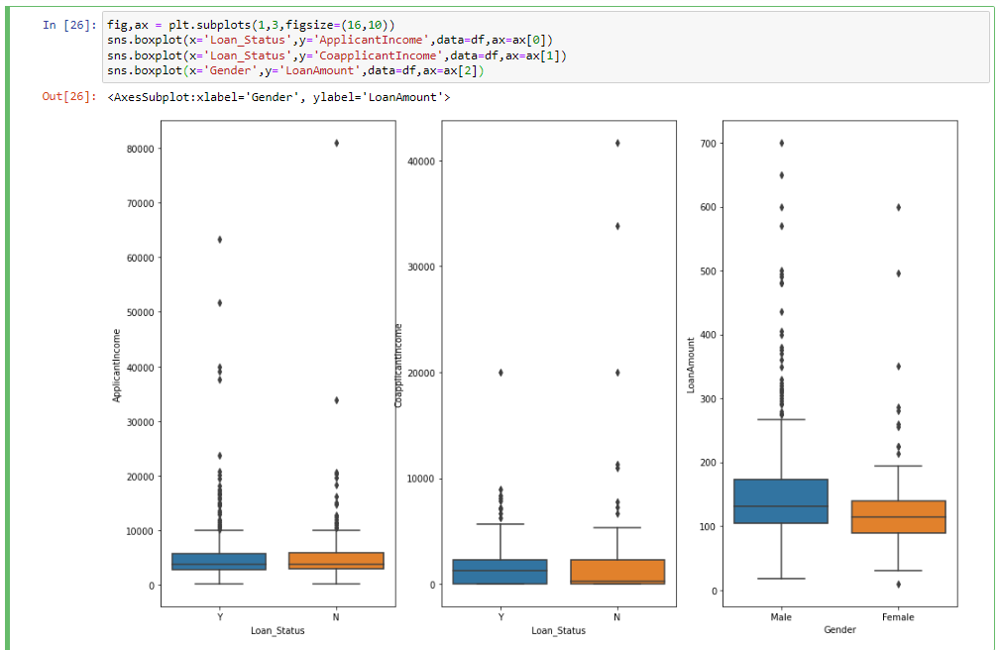 In [26]: fig,ax = plt.subplots(1,3,figsize=(16,10))
sns.boxplot(x='Loan_Status',y='ApplicantIncome',data=df,ax=ax[0])
sns.boxplot(x='Loan_Status',y='CoapplicantIncome',data=df,ax=ax[1])
sns.boxplot(x='Gender',y='LoanAmount',data=df,ax=ax[2])
Out[26]: <AxesSubplot:xlabel='Gender', ylabel='LoanAmount'>
80000
70000
60000
50000
40000
30000
20000
10000
0
ApplicantIncome
Y N
Loan_Status
40000
30000
20000
10000
0
CoapplicantIncome
Y N
Loan_Status
700
600
500
400
300
200
100
0
LoanAmount
Male Female
Gender